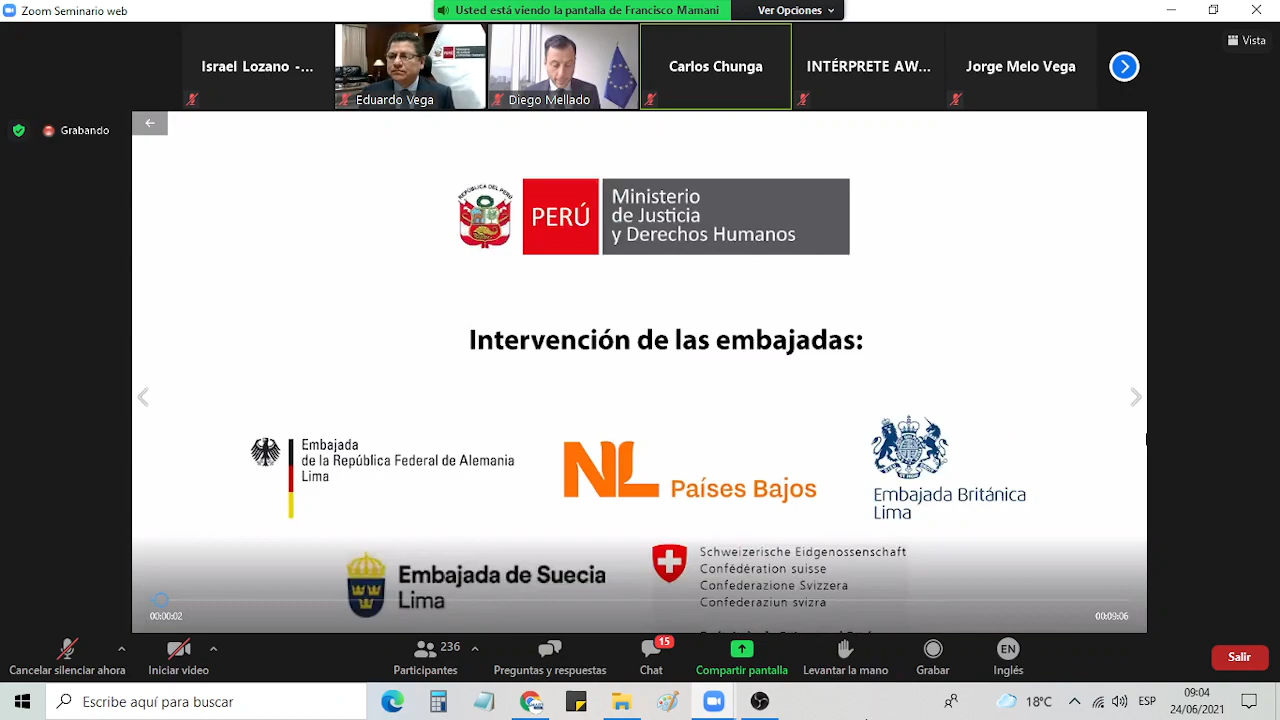 Zoom Seminario web
Usted está viendo la pantalla de Francisco Mamani
Ver Opciones
Israel Lozano -...
Eduardo Vega
Diego Mellado
Carlos Chunga
INTÉRPRETE AW...
Jorge Melo Vega
Vista
Grabando
REPÚBLICA DEL PERÚ
PERÚ
Ministerio
de Justicia
y Derechos Humanos
Intervención de las embajadas:
Embajada
de la República Federal de Alemania
Lima
NL Países Bajos
Embajada Británica
Lima
Embajada de Suecia
Lima
Schweizerische Eidgenossenschaft
Confédération suisse
Confederazione Svizzera
Confederaziun svizra
00:00:02
00:09:06
Cancelar silenciar ahora
Iniciar video
236
Participantes
Preguntas y respuestas
15
Chat
Compartir pantalla
Levantar la mano
Grabar
EN
Inglés
Salir
Escribe aquí para buscar
18°C
ESP
09:04
24/06/2021